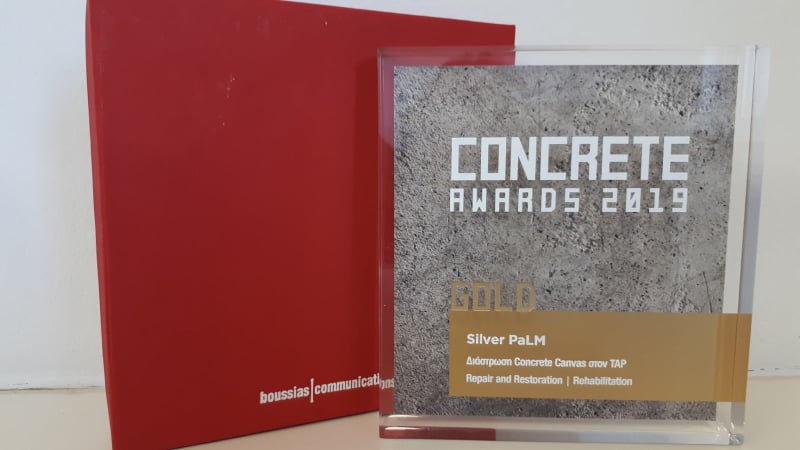 CONCRETE
AWARDS 2019
GOLD
Silver PaLM
Διάστρωση Concrete Canvas στον TAP
Repair and Restoration | Rehabilitation
boussias|communications